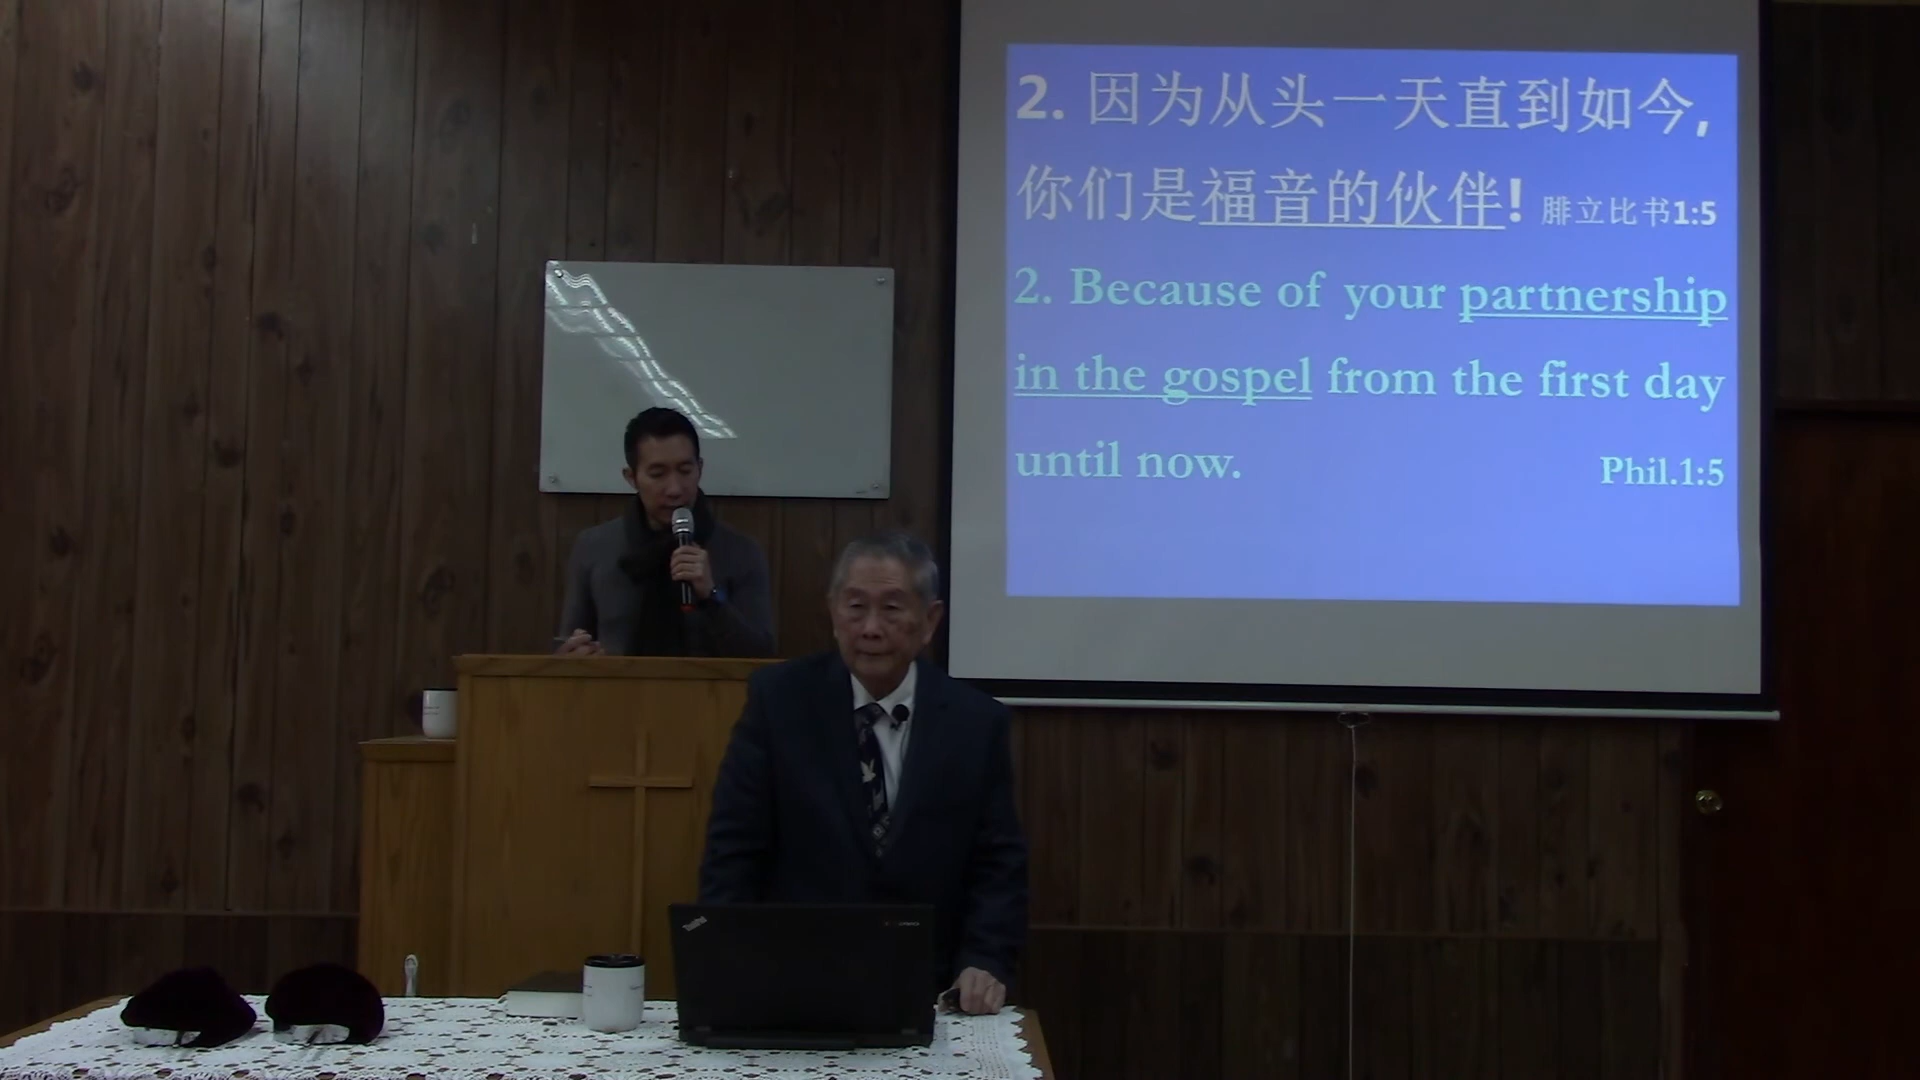 2. 因为从头一天直到如今,
你们是福音的伙伴! 腓立比书1:5
2. Because of your partnership
in the gospel from the first day
until now. Phil.1:5
ThinkPad
lenovo